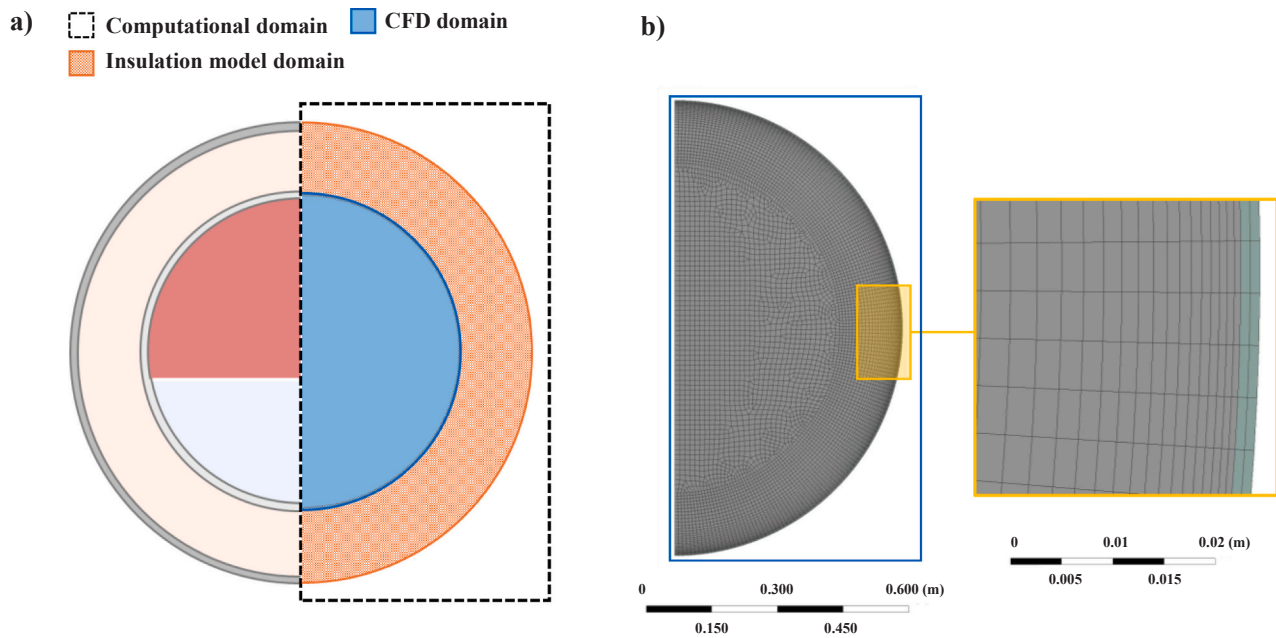 a)
Computational domain
CFD domain
Insulation model domain
b)
0 0.300 0.600 (m)
0.150 0.450
0 0.01 0.02 (m)
0.005 0.015